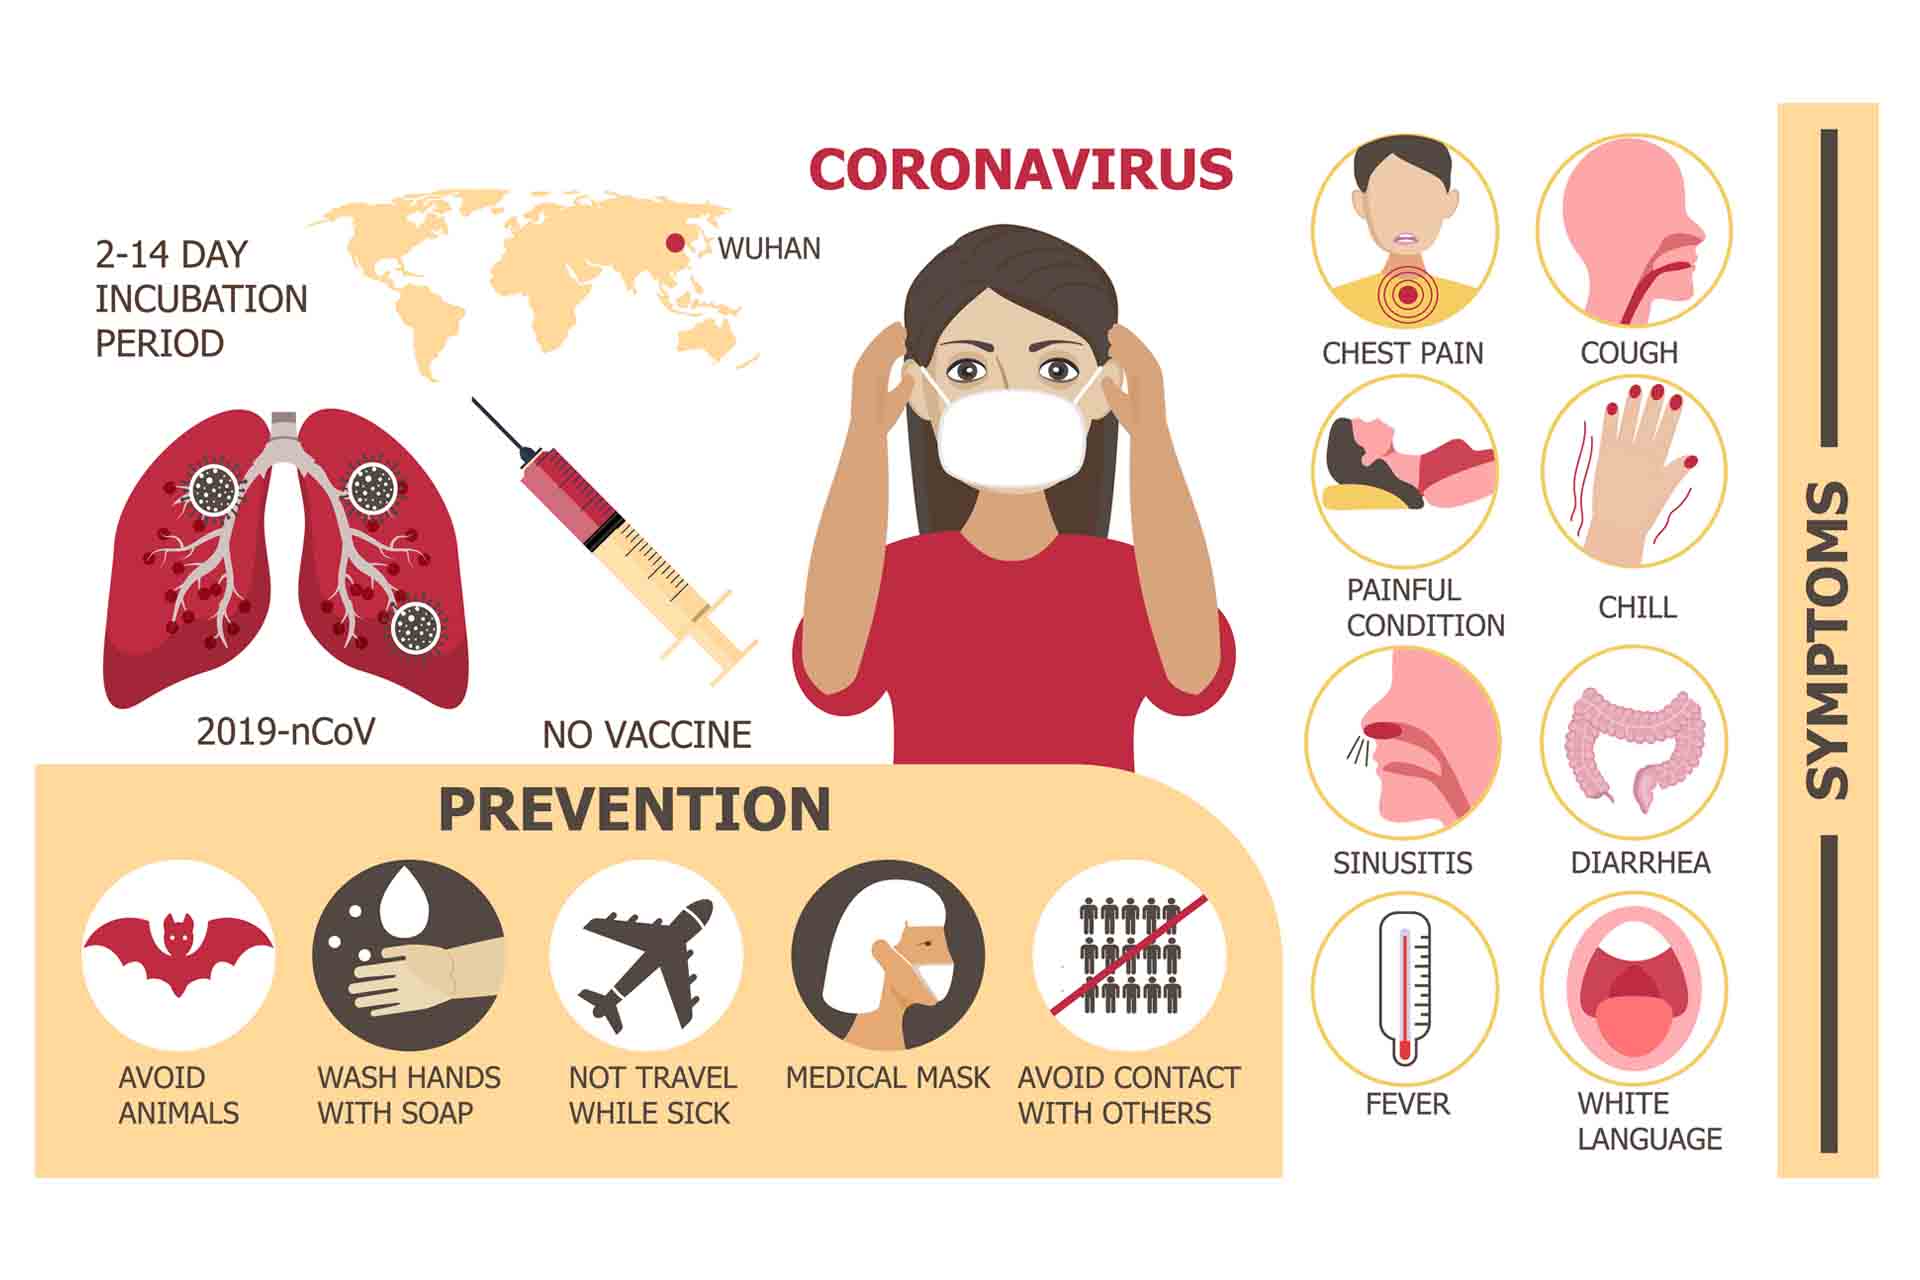 CORONAVIRUS
2-14 DAY
INCUBATION
PERIOD
WUHAN
2019-nCoV
NO VACCINE
PREVENTION
AVOID
ANIMALS
WASH HANDS
WITH SOAP
NOT TRAVEL
WHILE SICK
MEDICAL MASK
AVOID CONTACT
WITH OTHERS
CHEST PAIN
COUGH
PAINFUL
CONDITION
CHILL
SINUSITIS
DIARRHEA
FEVER
WHITE
LANGUAGE
SYMPTOMS